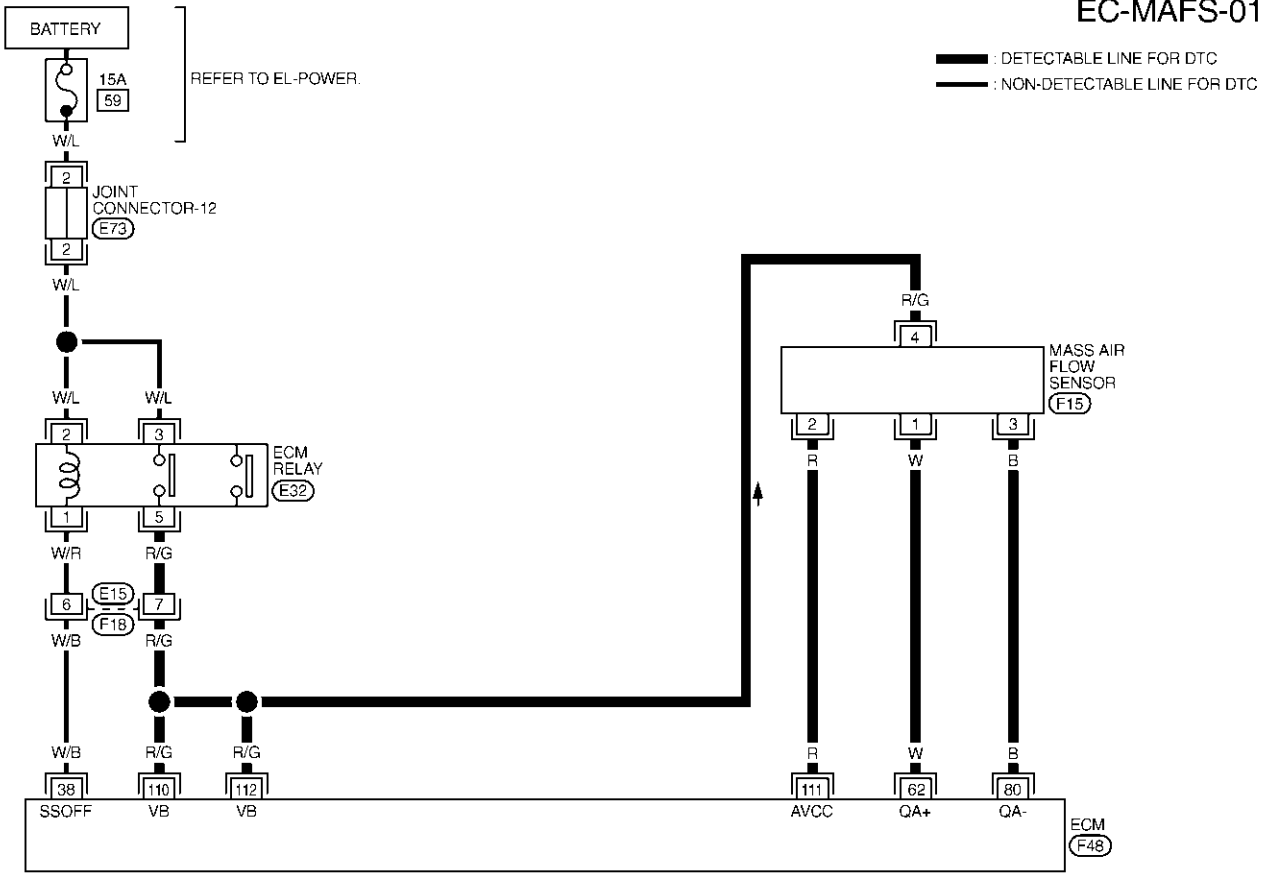 EC-MAFS-01
BATTERY
: DETECTABLE LINE FOR DTC
: NON-DETECTABLE LINE FOR DTC
15A
59
REFER TO EL-POWER.
W/L
2
JOINT
CONNECTOR-12
E73
2
W/L
R/G
4
MASS AIR
FLOW
SENSOR
F15
W/L W/L
2 3
2 1 3
ECM
RELAY
E32
R W B
1 5
W/R R/G
6 E15 7
F18
W/B R/G
W/B R/G R/G R W B
38 110 112 111 62 80
SSOFF VB VB AVCC QA+ QA-
ECM
F48